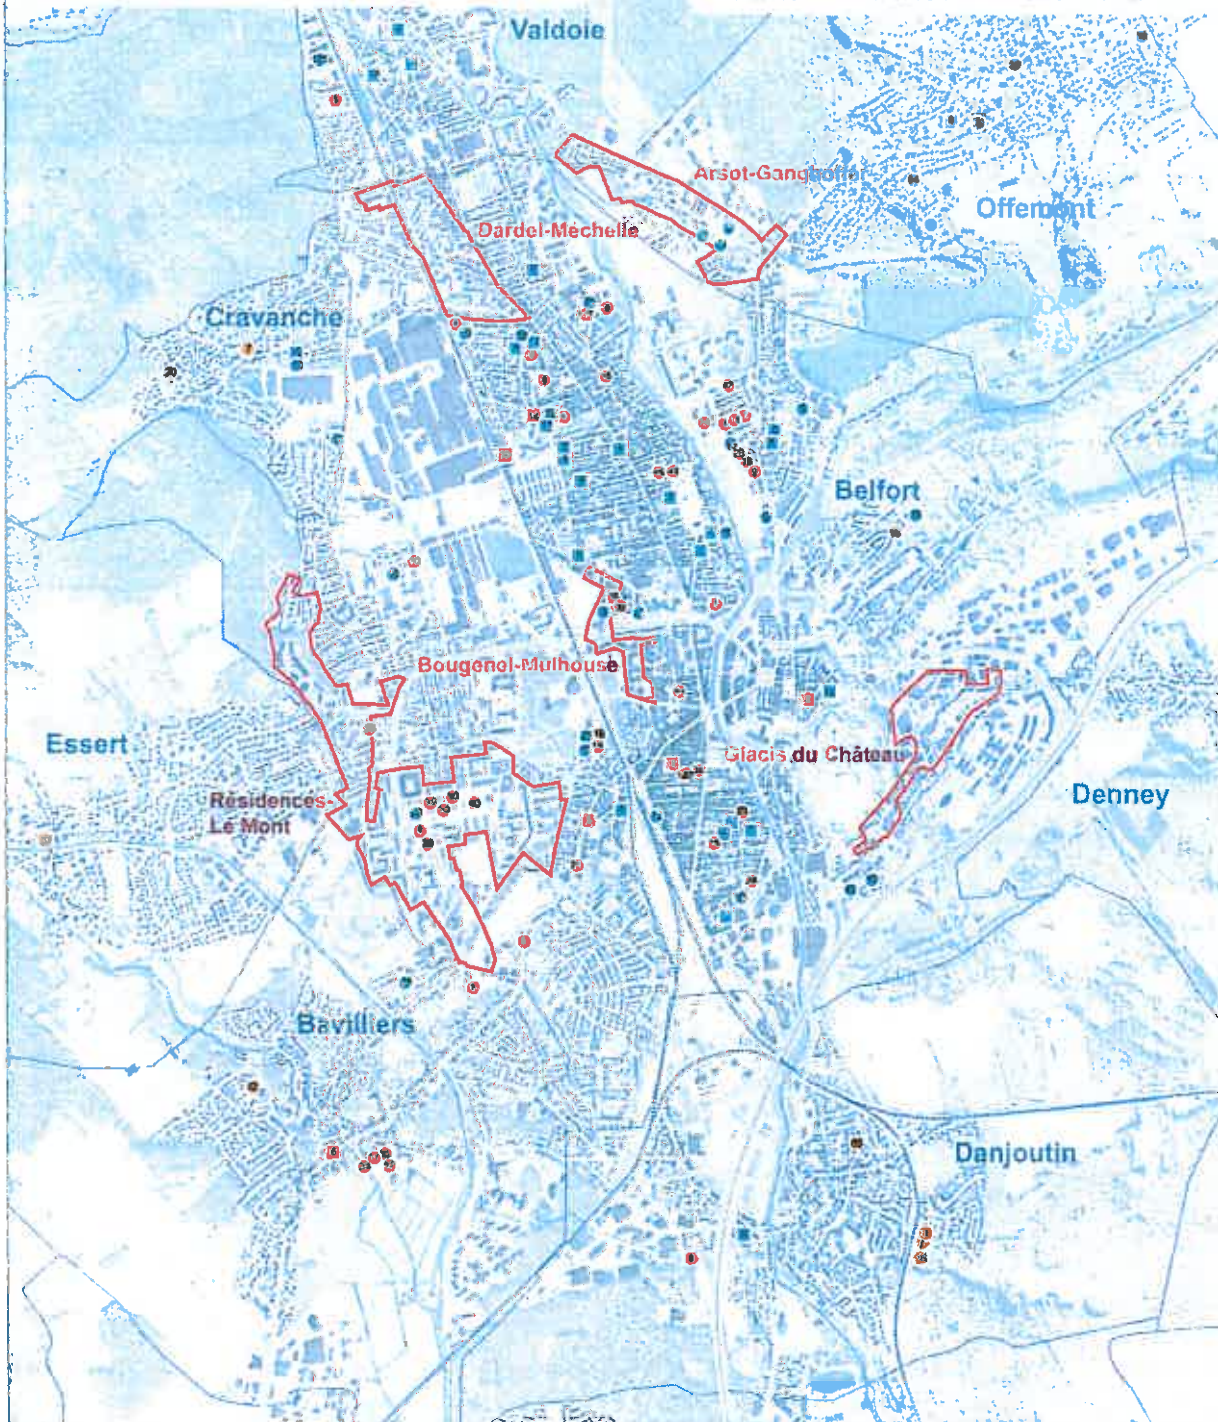 Valdoie
Arsot-Ganghoffer
Offemont
Dardel-Méchelle
Cravanche
Belfort
Bougenel-Mulhouse
Essert
Glacis du Château
Denney
Résidences-
Le Mont
Bavilliers
Danjoutin